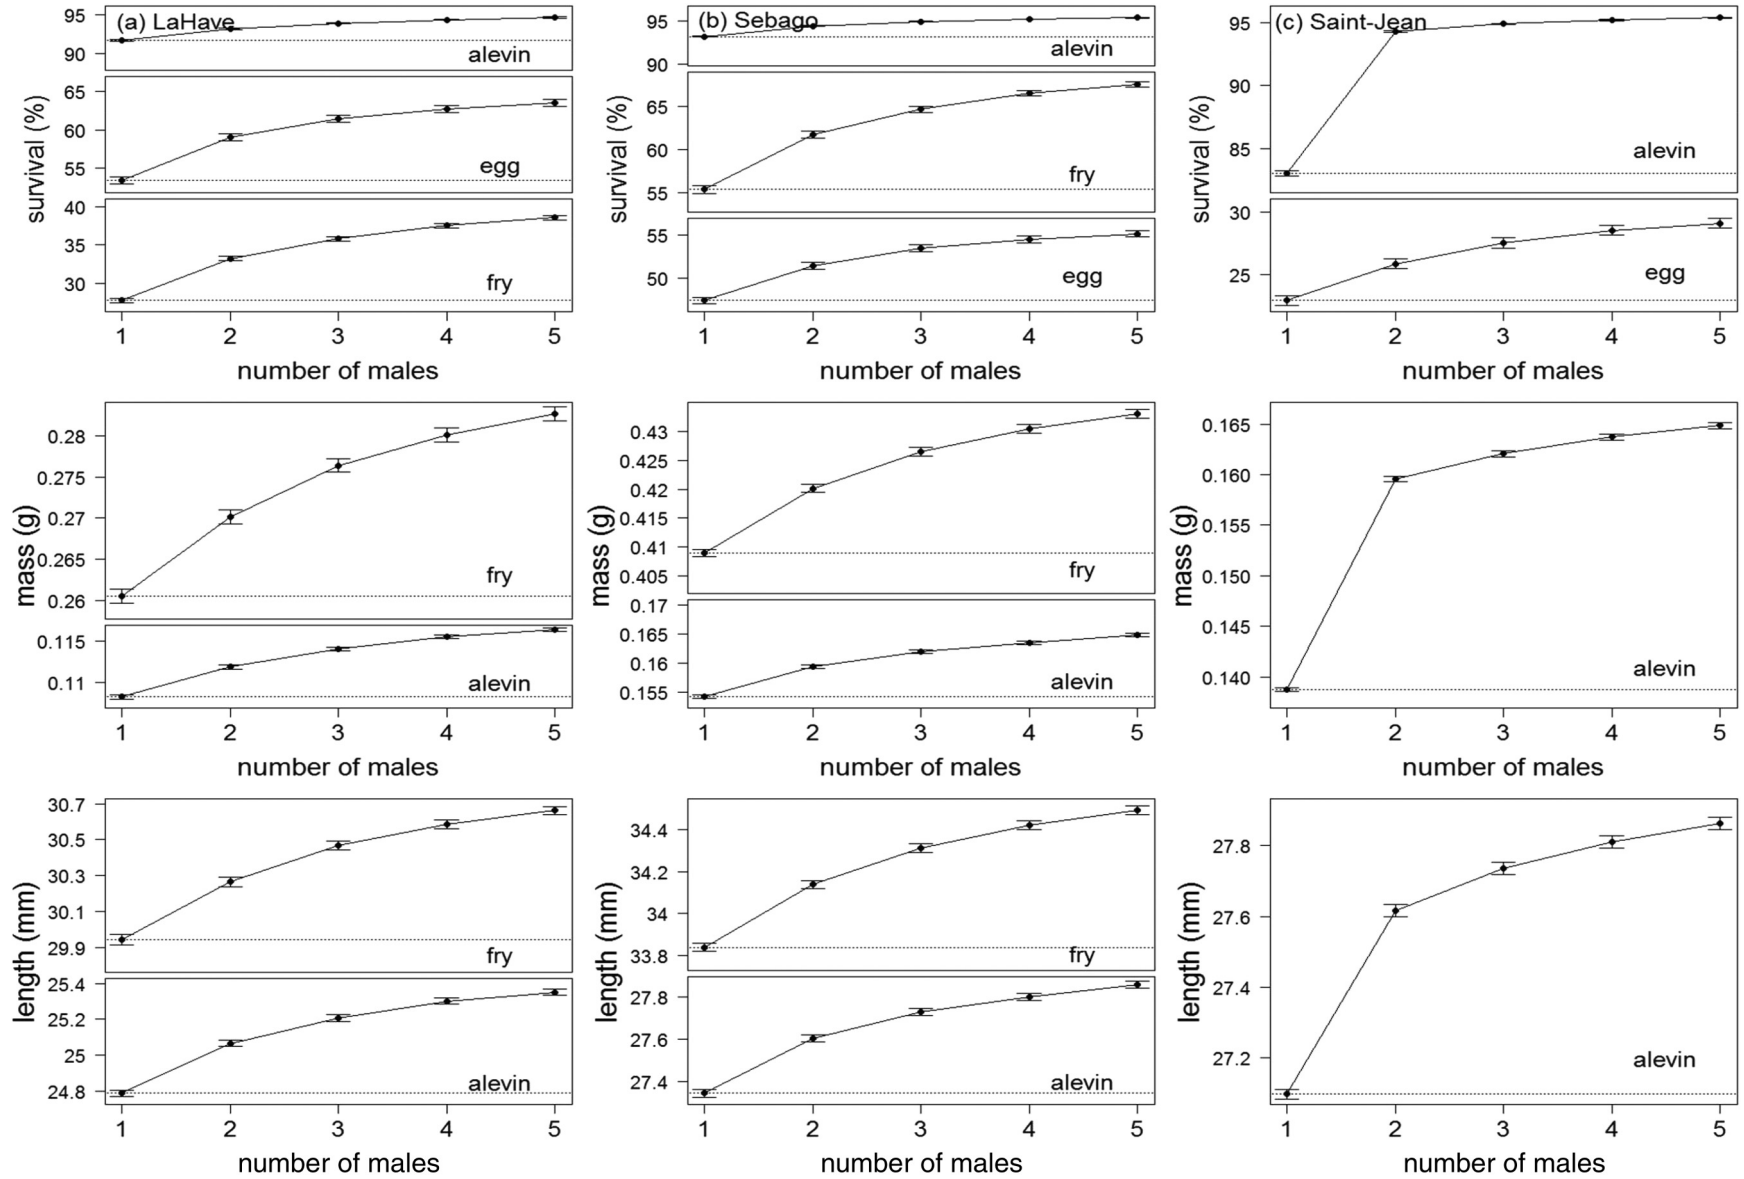 (a) LaHave
95
90
alevin
65
60
55
egg
40
35
30
fry
survival (%)
1 2 3 4 5
number of males
(b) Sebago
95
90
alevin
65
60
55
fry
55
50
egg
survival (%)
1 2 3 4 5
number of males
(c) Saint-Jean
95
90
85
alevin
30
25
egg
survival (%)
1 2 3 4 5
number of males
0.28
0.275
0.27
0.265
0.26
fry
0.115
0.11
alevin
mass (g)
1 2 3 4 5
number of males
0.43
0.425
0.42
0.415
0.41
0.405
fry
0.17
0.165
0.16
0.155
alevin
mass (g)
1 2 3 4 5
number of males
0.165
0.160
0.155
0.150
0.145
0.140
alevin
mass (g)
1 2 3 4 5
number of males
30.7
30.5
30.3
30.1
29.9
fry
25.4
25.2
25
24.8
alevin
length (mm)
1 2 3 4 5
number of males
34.4
34.2
34
33.8
fry
27.8
27.6
27.4
alevin
length (mm)
1 2 3 4 5
number of males
27.8
27.6
27.4
27.2
alevin
length (mm)
1 2 3 4 5
number of males